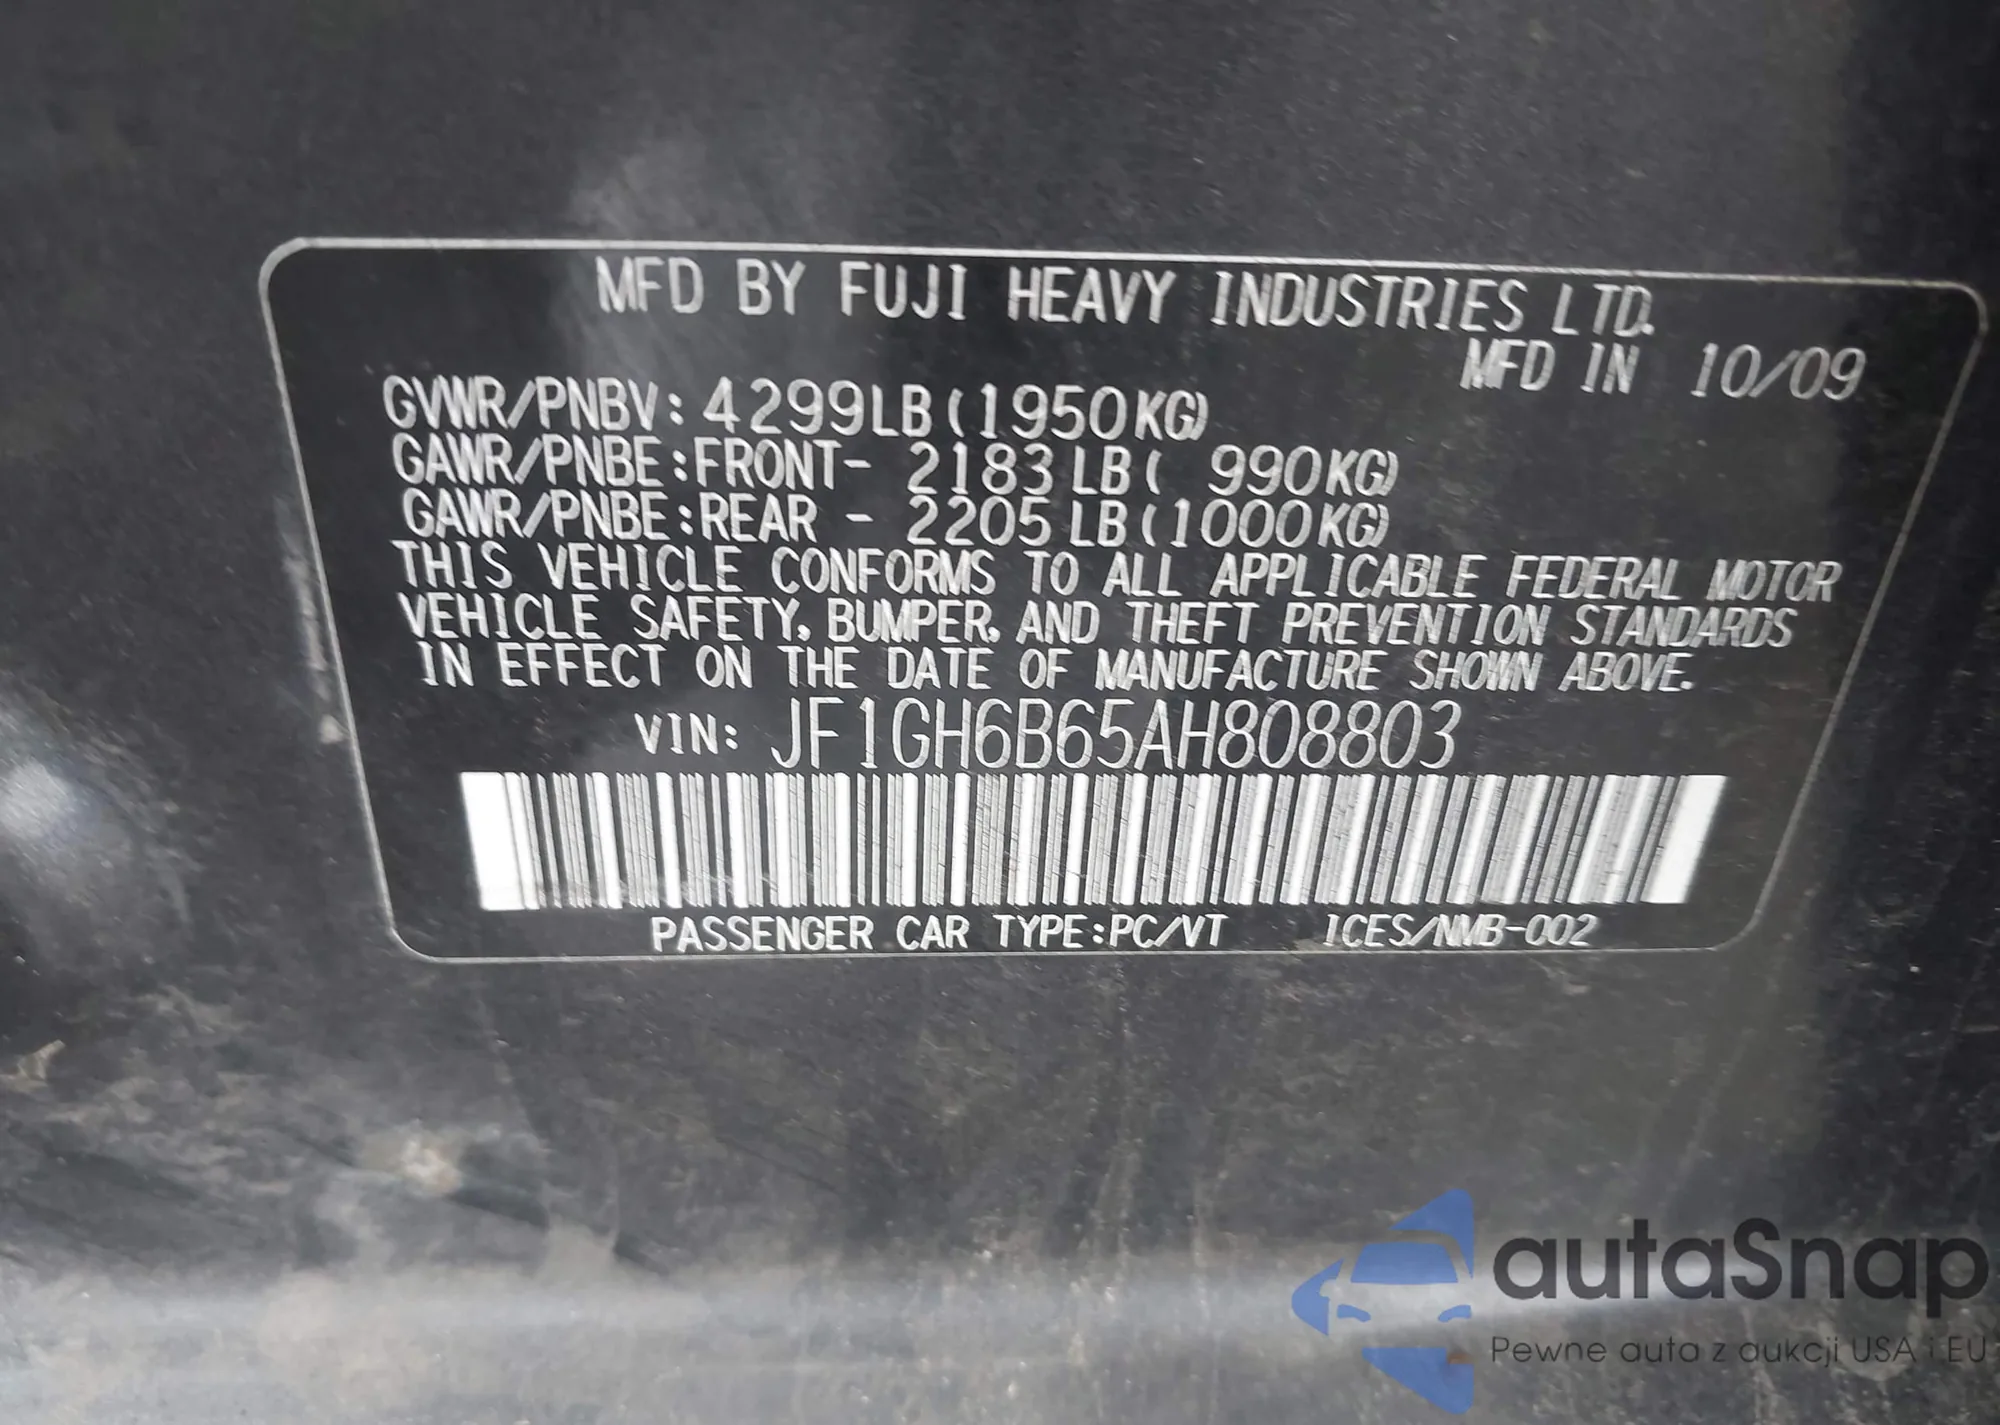 MFD BY FUJI HEAVY INDUSTRIES LTD.
MFD IN 10/09
GVWR/PNBV: 4299LB(1950KG)
GAWR/PNBE:FRONT- 2183LB( 990KG)
GAWR/PNBE:REAR - 2205LB(1000KG)
THIS VEHICLE CONFORMS TO ALL APPLICABLE FEDERAL MOTOR
VEHICLE SAFETY, BUMPER, AND THEFT PREVENTION STANDARDS
IN EFFECT ON THE DATE OF MANUFACTURE SHOWN ABOVE.
VIN: JF1GH6B65AH808803
PASSENGER CAR TYPE:PC/VT ICES/NMB-002
autaSnap
Pewne auta z aukcji USA i EU